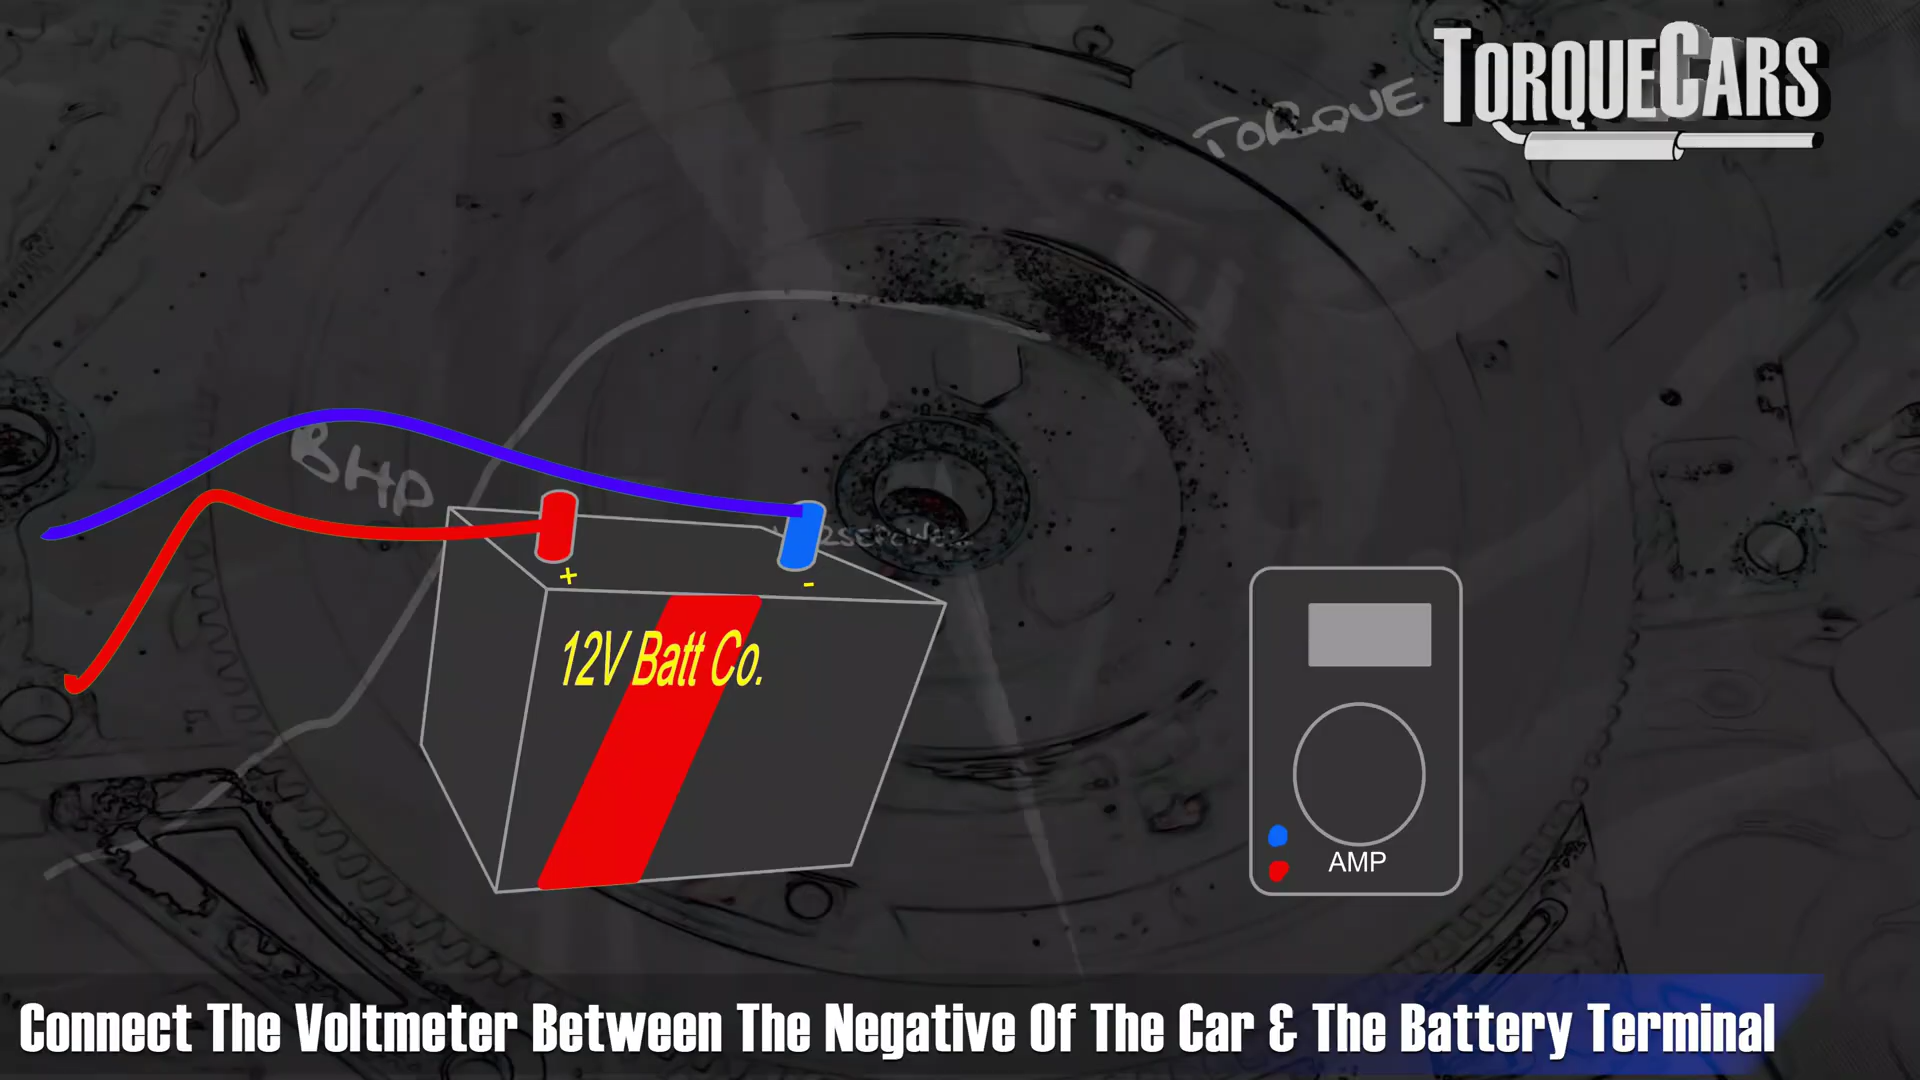 TORQUECARS
TORQUE
BHP
+
-
12V Batt Co.
AMP
Connect The Voltmeter Between The Negative Of The Car & The Battery Terminal